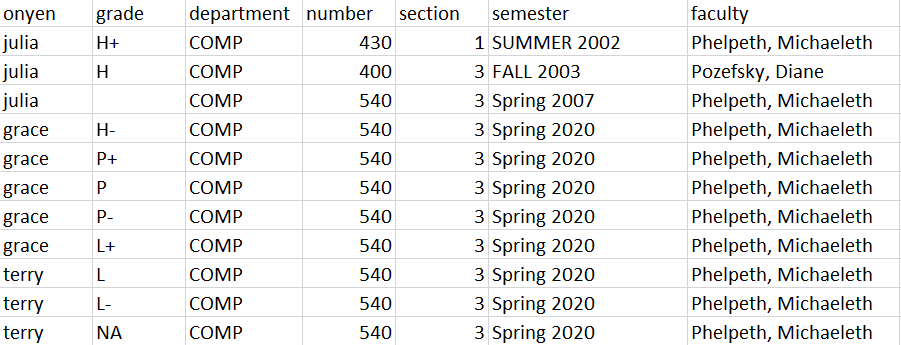 onyen grade department number section semester faculty
julia H+ COMP 430 1 SUMMER 2002 Phelpeth, Michaeleth
julia H COMP 400 3 FALL 2003 Pozefsky, Diane
julia COMP 540 3 Spring 2007 Phelpeth, Michaeleth
grace H- COMP 540 3 Spring 2020 Phelpeth, Michaeleth
grace P+ COMP 540 3 Spring 2020 Phelpeth, Michaeleth
grace P COMP 540 3 Spring 2020 Phelpeth, Michaeleth
grace P- COMP 540 3 Spring 2020 Phelpeth, Michaeleth
grace L+ COMP 540 3 Spring 2020 Phelpeth, Michaeleth
terry L COMP 540 3 Spring 2020 Phelpeth, Michaeleth
terry L- COMP 540 3 Spring 2020 Phelpeth, Michaeleth
terry NA COMP 540 3 Spring 2020 Phelpeth, Michaeleth